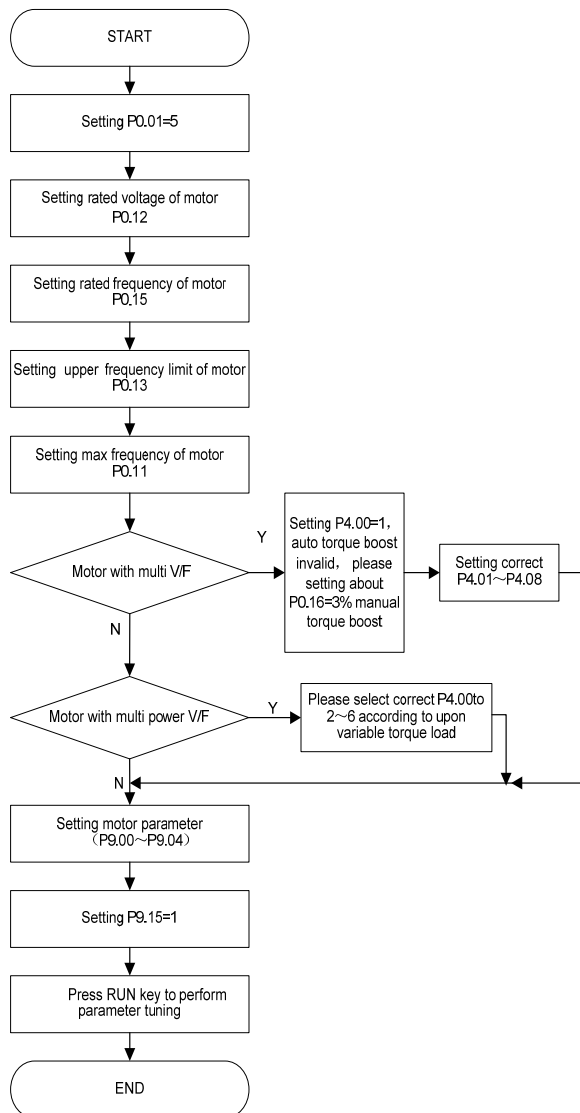 START
Setting P0.01=5
Setting rated voltage of motor
P0.12
Setting rated frequency of motor
P0.15
Setting upper frequency limit of motor
P0.13
Setting max frequency of motor
P0.11
Motor with multi V/F
Y
Setting P4.00=1，
auto torque boost
invalid， please
setting about
P0.16=3% manual
torque boost
Setting correct
P4.01～P4.08
N
Motor with multi power V/F
Y
Please select correct P4.00to
2～6 according to upon
variable torque load
N
Setting motor parameter
（P9.00～P9.04）
Setting P9.15=1
Press RUN key to perform
parameter tuning
END